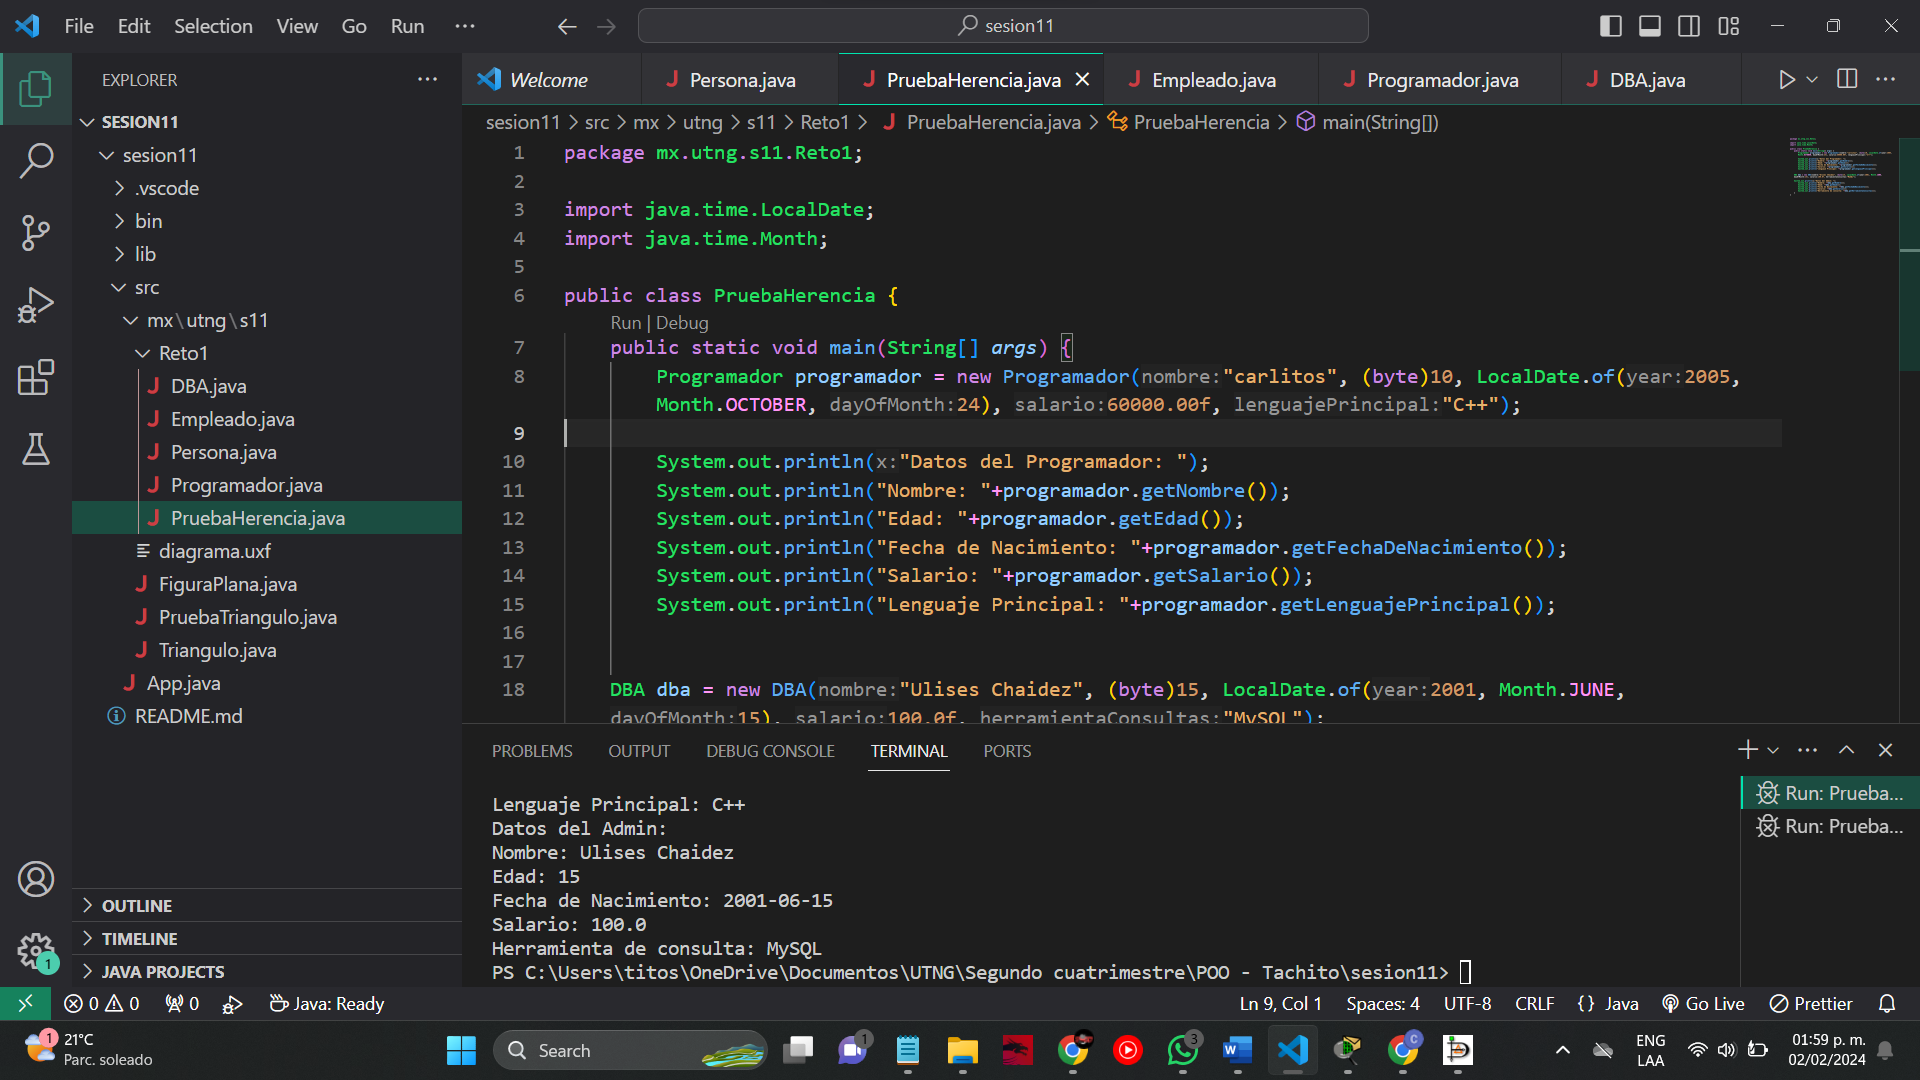 File Edit Selection View Go Run ··· sesion11
EXPLORER ···
Welcome Persona.java PruebaHerencia.java Empleado.java Programador.java DBA.java
sesion11 > src > mx > utng > s11 > Reto1 > PruebaHerencia.java > PruebaHerencia > main(String[])
SESION11
sesion11
.vscode
bin
lib
src
mx\utng\s11
Reto1
DBA.java
Empleado.java
Persona.java
Programador.java
PruebaHerencia.java
diagrama.uxf
FiguraPlana.java
PruebaTriangulo.java
Triangulo.java
App.java
README.md
OUTLINE
TIMELINE
JAVA PROJECTS
1 package mx.utng.s11.Reto1;
2
3 import java.time.LocalDate;
4 import java.time.Month;
5
6 public class PruebaHerencia {
Run | Debug
7 public static void main(String[] args) {
8 Programador programador = new Programador(nombre:"carlitos", (byte)10, LocalDate.of(year:2005,
Month.OCTOBER, dayOfMonth:24), salario:60000.00f, lenguajePrincipal:"C++");
9
10 System.out.println(x:"Datos del Programador: ");
11 System.out.println("Nombre: "+programador.getNombre());
12 System.out.println("Edad: "+programador.getEdad());
13 System.out.println("Fecha de Nacimiento: "+programador.getFechaDeNacimiento());
14 System.out.println("Salario: "+programador.getSalario());
15 System.out.println("Lenguaje Principal: "+programador.getLenguajePrincipal());
16
17
18 DBA dba = new DBA(nombre:"Ulises Chaidez", (byte)15, LocalDate.of(year:2001, Month.JUNE,
dayOfMonth:15), salario:100.0f, herramientaConsultas:"MySQL");
PROBLEMS OUTPUT DEBUG CONSOLE TERMINAL PORTS
Lenguaje Principal: C++
Datos del Admin:
Nombre: Ulises Chaidez
Edad: 15
Fecha de Nacimiento: 2001-06-15
Salario: 100.0
Herramienta de consulta: MySQL
PS C:\Users\titos\OneDrive\Documentos\UTNG\Segundo cuatrimestre\POO - Tachito\sesion11>
Run: Prueba...
Run: Prueba...
1
0 0 0 Java: Ready Ln 9, Col 1 Spaces: 4 UTF-8 CRLF {} Java Go Live Prettier
1 21°C
Parc. soleado
Search
1 3 C
ENG
LAA
01:59 p. m.
02/02/2024